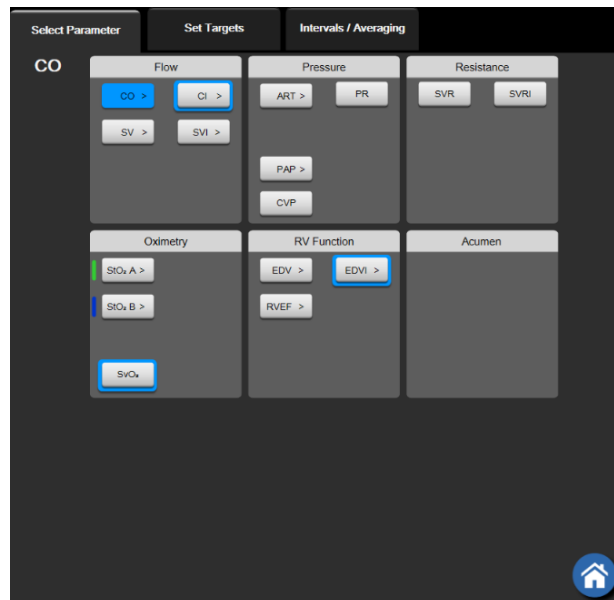 Select Parameter
Set Targets
Intervals / Averaging
CO
Flow
CO >
CI >
SV >
SVI >
Pressure
ART >
PR
PAP >
CVP
Resistance
SVR
SVRI
Oximetry
StO₂ A >
StO₂ B >
SvO₂
RV Function
EDV >
EDVI >
RVEF >
Acumen